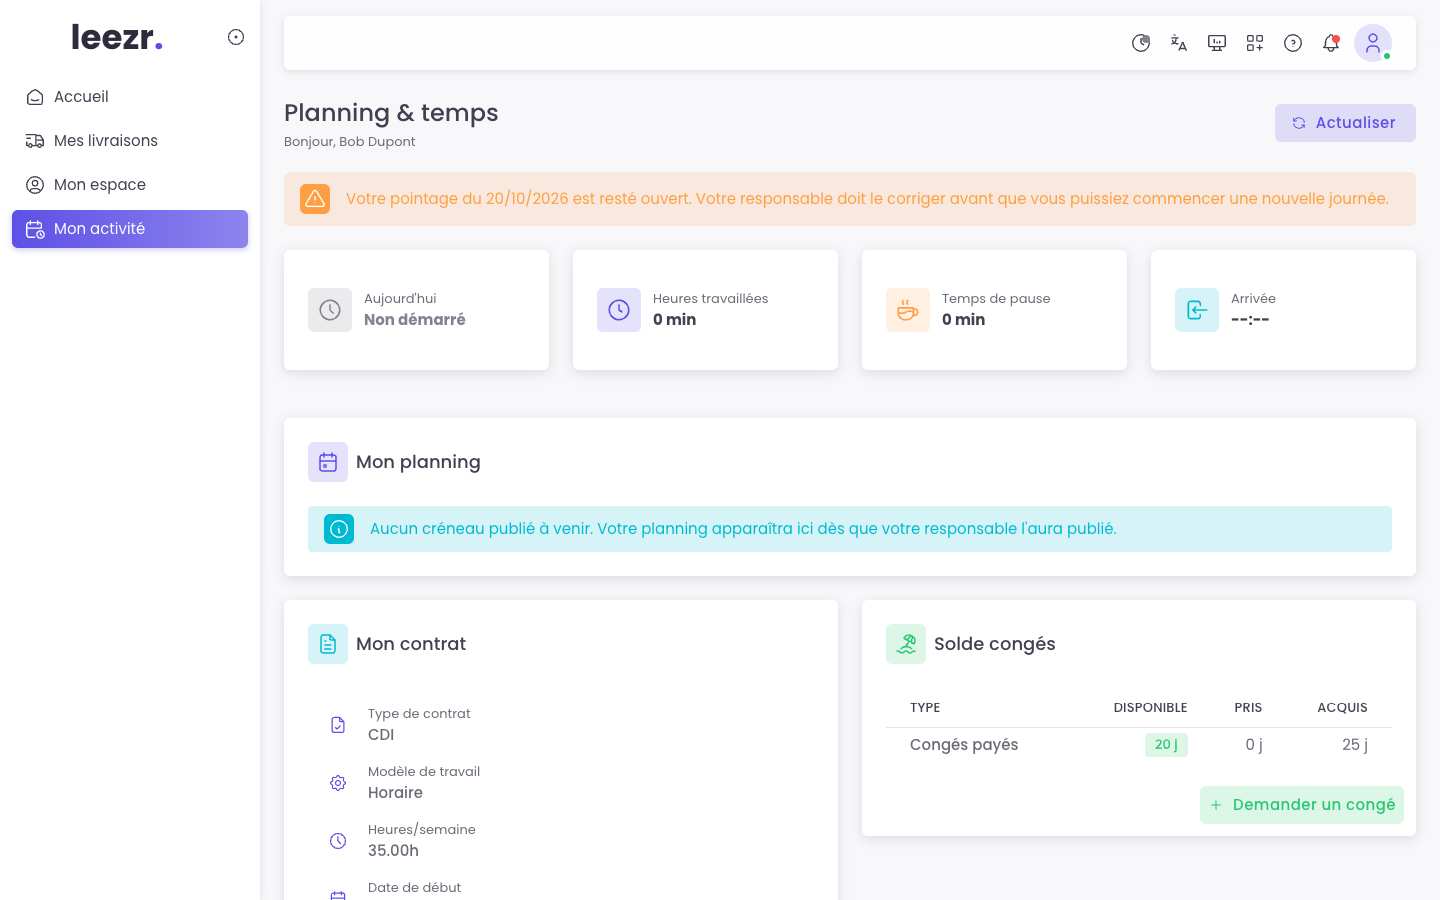 leezr.
Accueil
Mes livraisons
Mon espace
Mon activité
Planning & temps
Bonjour, Bob Dupont
Actualiser
Votre pointage du 20/10/2026 est resté ouvert. Votre responsable doit le corriger avant que vous puissiez commencer une nouvelle journée.
Aujourd'hui
Non démarré
Heures travaillées
0 min
Temps de pause
0 min
Arrivée
--:--
Mon planning
Aucun créneau publié à venir. Votre planning apparaîtra ici dès que votre responsable l'aura publié.
Mon contrat
Type de contrat
CDI
Modèle de travail
Horaire
Heures/semaine
35.00h
Date de début
Solde congés
TYPE DISPONIBLE PRIS ACQUIS
Congés payés 20 j 0 j 25 j
Demander un congé